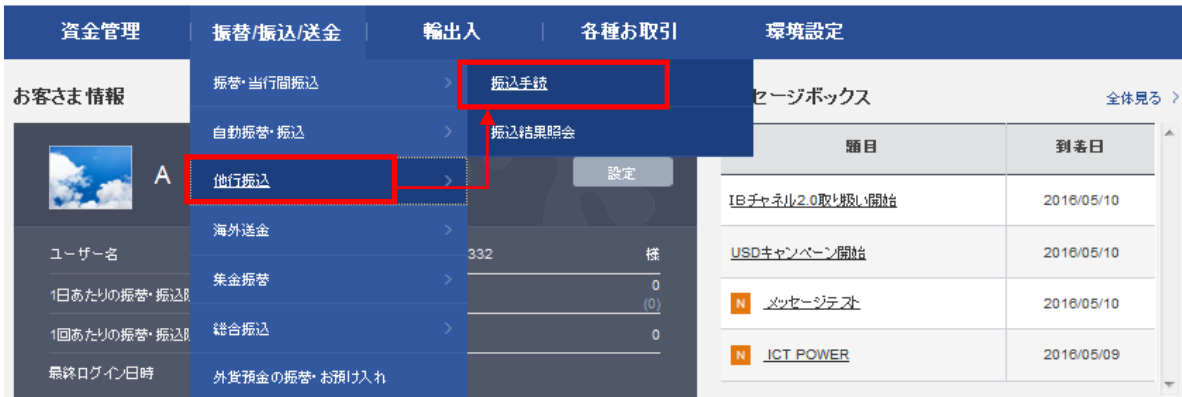 資金管理
振替/振込/送金
輸出入
各種お取引
環境設定
お客さま情報
A
設定
ユーザー名
332 様
1日あたりの振替・振込
0
(0)
1回あたりの振替・振込
0
最終ログイン日時
振替・当行間振込
自動振替・振込
他行振込
海外送金
集金振替
総合振込
外貨預金の振替・お預け入れ
振込手続
振込結果照会
セージボックス
全体見る
題目 到着日
IBチャネル2.0取り扱い開始 2016/05/10
USDキャンペーン開始 2016/05/10
N メッセージテスト 2016/05/10
N ICT POWER 2016/05/09